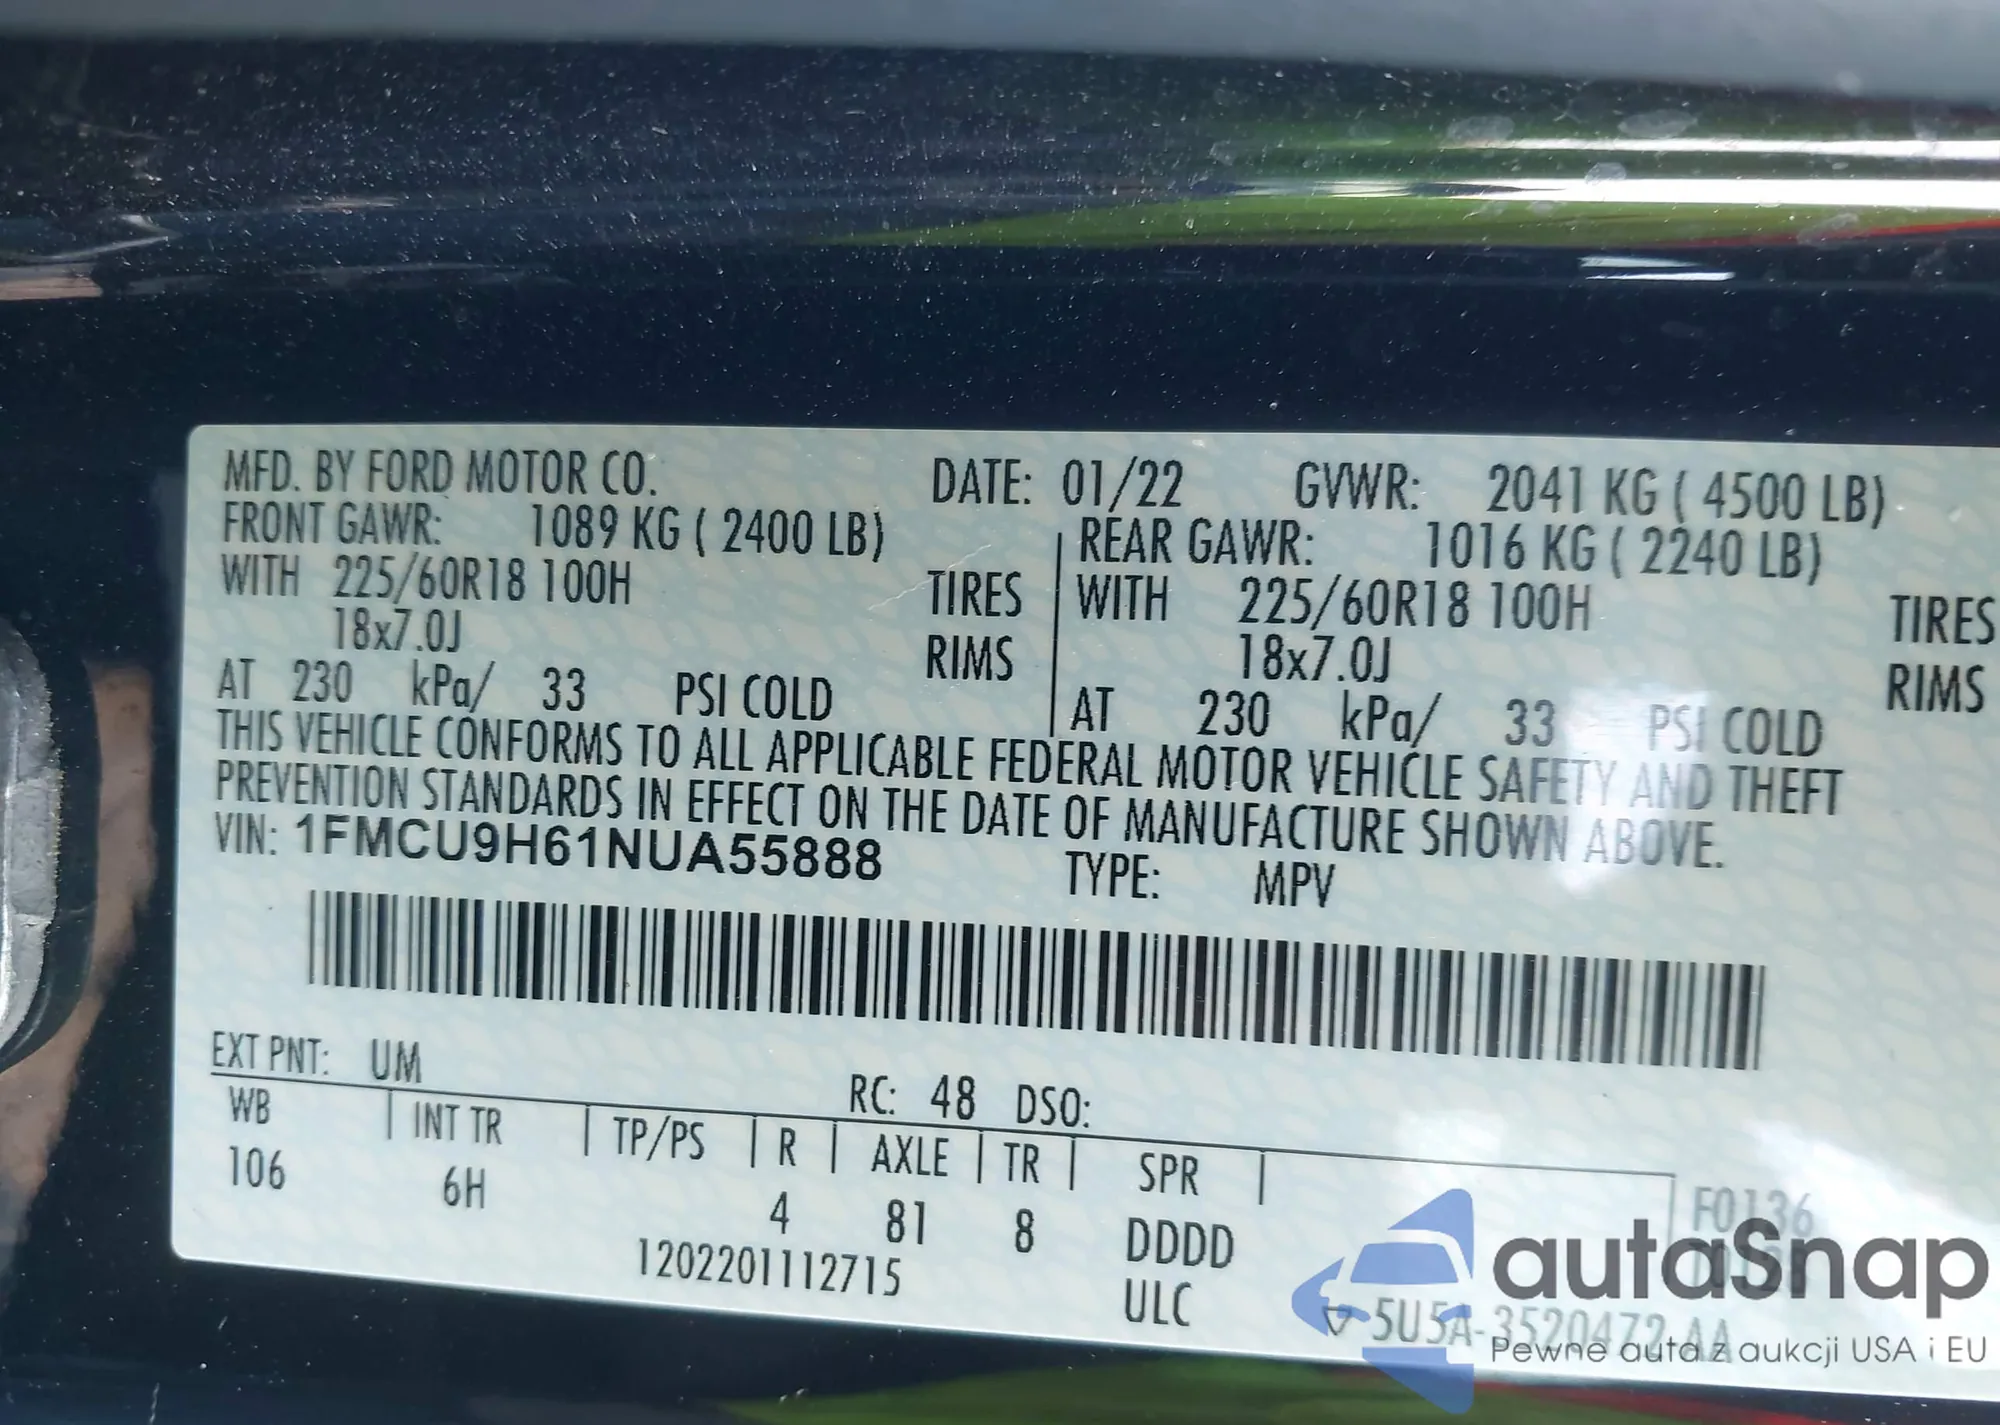 MFD. BY FORD MOTOR CO. DATE: 01/22 GVWR: 2041 KG ( 4500 LB)
FRONT GAWR: 1089 KG ( 2400 LB) REAR GAWR: 1016 KG ( 2240 LB)
WITH 225/60R18 100H TIRES WITH 225/60R18 100H TIRES
18x7.0J RIMS 18x7.0J RIMS
AT 230 kPa/ 33 PSI COLD AT 230 kPa/ 33 PSI COLD
THIS VEHICLE CONFORMS TO ALL APPLICABLE FEDERAL MOTOR VEHICLE SAFETY AND THEFT
PREVENTION STANDARDS IN EFFECT ON THE DATE OF MANUFACTURE SHOWN ABOVE.
VIN: 1FMCU9H61NUA55888 TYPE: MPV
EXT PNT: UM RC: 48 DSO:
WB INT TR TP/PS R AXLE TR SPR
106 6H 4 81 8 DDDD
F0136
1202201112715 ULC
5U5A-3520472-AA
autaSnap
Pewne auta z aukcji USA i EU